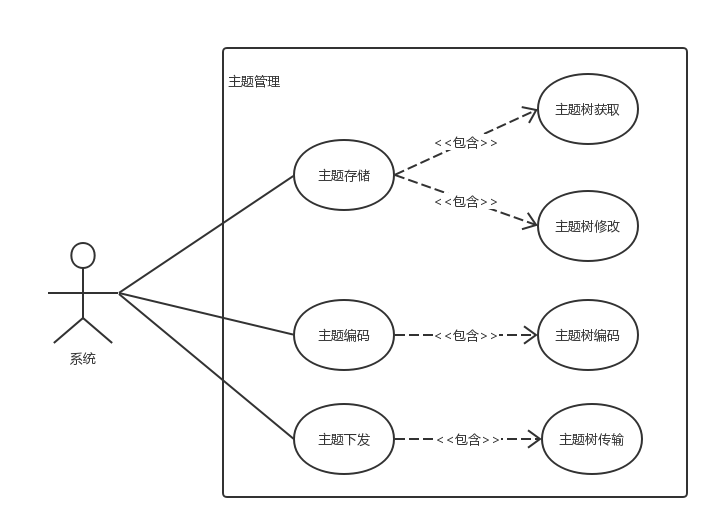 主题管理
主题树获取
<<包含>>
主题存储
<<包含>>
主题树修改
系统
主题编码
<<包含>>
主题树编码
主题下发
<<包含>>
主题树传输